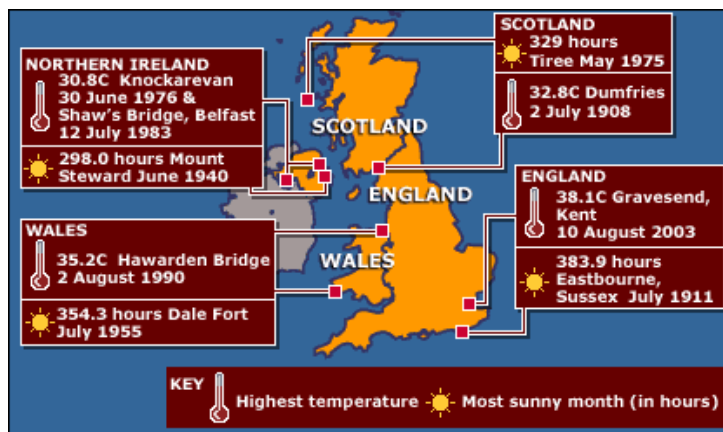 SCOTLAND
329 hours
Tiree May 1975
32.8C Dumfries
2 July 1908
NORTHERN IRELAND
30.8C Knockarevan
30 June 1976 &
Shaw's Bridge, Belfast
12 July 1983
298.0 hours Mount
Steward June 1940
SCOTLAND
ENGLAND
WALES
ENGLAND
38.1C Gravesend,
Kent
10 August 2003
383.9 hours
Eastbourne,
Sussex July 1911
WALES
35.2C Hawarden Bridge
2 August 1990
354.3 hours Dale Fort
July 1955
KEY
Highest temperature
Most sunny month (in hours)